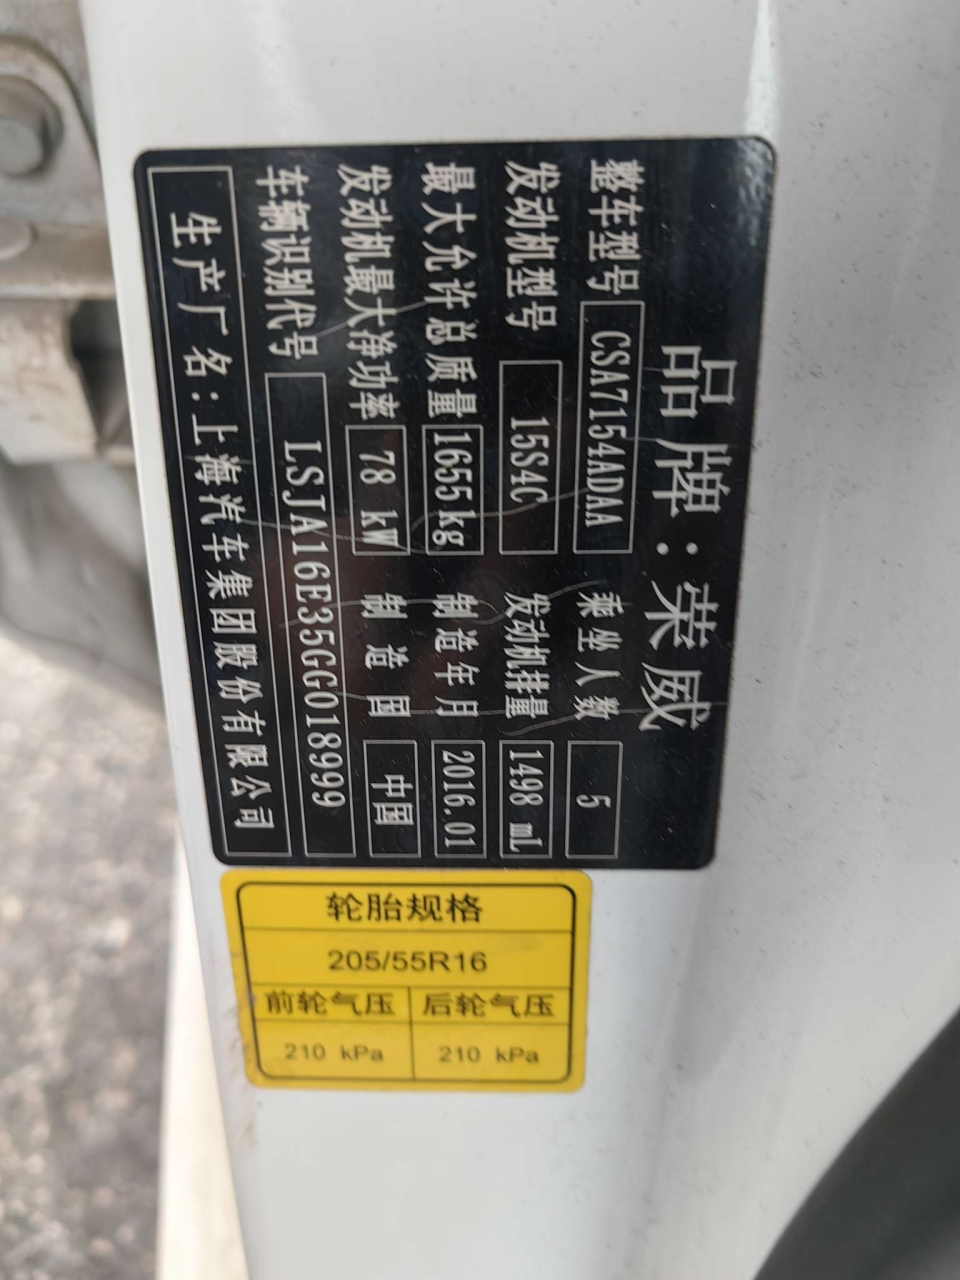 品牌：荣威
整车型号 CSA7154ADAA 乘坐人数 5
发动机型号 15S4C 发动机排量 1498 mL
最大允许总质量 1655kg 制造年月 2016.01
发动机最大净功率 78 kW 制造国 中国
车辆识别代号 LSJA16E35GG018999
生产厂名：上海汽车集团股份有限公司
轮胎规格
205/55R16
前轮气压 后轮气压
210 kPa 210 kPa